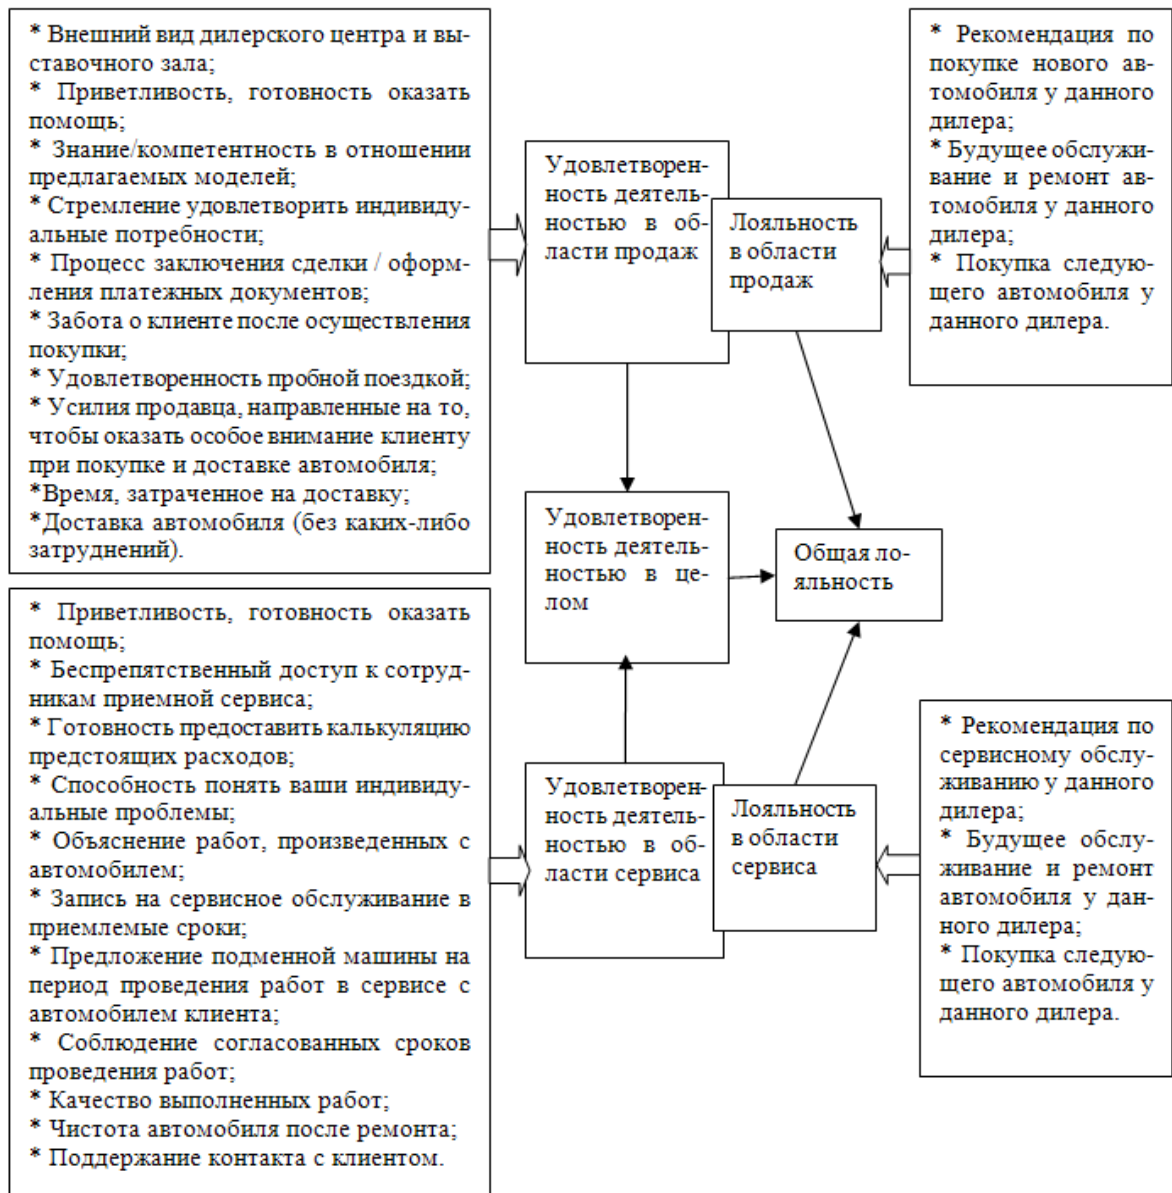 * Внешний вид дилерского центра и вы-
ставочного зала;
* Приветливость, готовность оказать
помощь;
* Знание/компетентность в отношении
предлагаемых моделей;
* Стремление удовлетворить индивиду-
альные потребности;
* Процесс заключения сделки / оформ-
ления платежных документов;
* Забота о клиенте после осуществления
покупки;
* Удовлетворенность пробной поездкой;
* Усилия продавца, направленные на то,
чтобы оказать особое внимание клиенту
при покупке и доставке автомобиля;
*Время, затраченное на доставку;
*Доставка автомобиля (без каких-либо
затруднений).
Удовлетворен-
ность деятель-
ностью в об-
ласти продаж
Лояльность
в области
продаж
* Рекомендация по
покупке нового ав-
томобиля у данного
дилера;
* Будущее обслужи-
вание и ремонт ав-
томобиля у данного
дилера;
* Покупка следую-
щего автомобиля у
данного дилера.
Удовлетворен-
ность деятель-
ностью в це-
лом
Общая ло-
яльность
* Приветливость, готовность оказать
помощь;
* Беспрепятственный доступ к сотруд-
никам приемной сервиса;
* Готовность предоставить калькуляцию
предстоящих расходов;
* Способность понять ваши индивиду-
альные проблемы;
* Объяснение работ, произведенных с
автомобилем;
* Запись на сервисное обслуживание в
приемлемые сроки;
* Предложение подменной машины на
период проведения работ в сервисе с
автомобилем клиента;
* Соблюдение согласованных сроков
проведения работ;
* Качество выполненных работ;
* Чистота автомобиля после ремонта;
* Поддержание контакта с клиентом.
Удовлетворен-
ность деятель-
ностью в об-
ласти сервиса
Лояльность
в области
сервиса
* Рекомендация по
сервисному обслу-
живанию у данного
дилера;
* Будущее обслу-
живание и ремонт
автомобиля у дан-
ного дилера;
* Покупка следую-
щего автомобиля у
данного дилера.